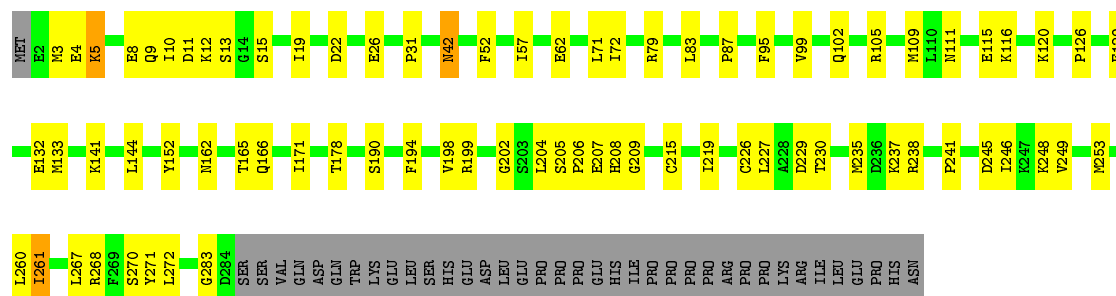 MET E2 M3 E4 K5 E8 Q9 I10 D11 K12 S13 G14 S15 I19 D22 E26 P31 N42 F52 I57 E62 L71 I72 R79 L83 P87 F95 V99 Q102 R105 M109 L110 N111 E115 K116 K120 P126
E132 M133 K141 L144 Y152 N162 T165 Q166 I171 T178 S190 F194 V198 R199 G202 S203 L204 S205 P206 E207 H208 G209 C215 I219 C226 L227 A228 D229 T230 M235 D236 K237 R238 P241 D245 I246 K247 K248 V249 M253
L260 I261 L267 R268 F269 S270 Y271 L272 G283 D284 SER SER VAL GLN ASP GLN TRP LYS GLU LEU SER HIS GLU ASP LEU GLU PRO PRO PRO GLU HIS ILE PRO PRO PRO ARG PRO PRO LYS ARG ILE LEU GLU PRO HIS ASN